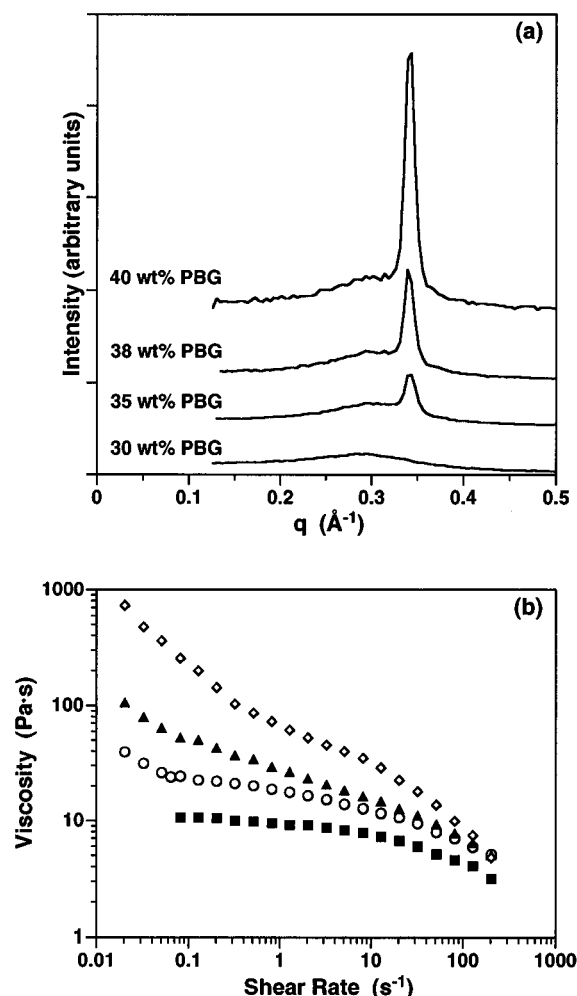 (a)
Intensity (arbitrary units)
40 wt% PBG
38 wt% PBG
35 wt% PBG
30 wt% PBG
0 0.1 0.2 0.3 0.4 0.5
q (Å⁻¹)
(b)
Viscosity (Pa·s)
1000
100
10
1
0.01 0.1 1 10 100 1000
Shear Rate (s⁻¹)